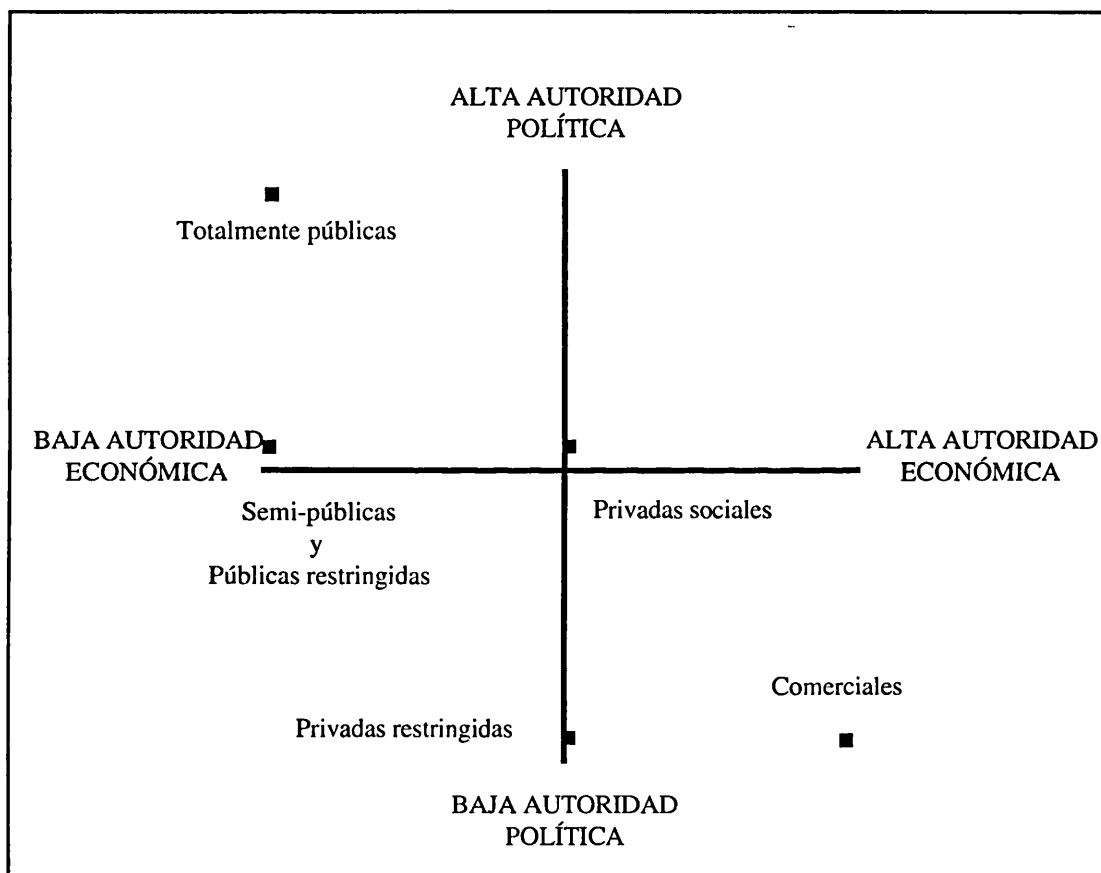 ALTA AUTORIDAD
POLÍTICA
Totalmente públicas
BAJA AUTORIDAD
ECONÓMICA
ALTA AUTORIDAD
ECONÓMICA
Semi-públicas
y
Públicas restringidas
Privadas sociales
Comerciales
Privadas restringidas
BAJA AUTORIDAD
POLÍTICA